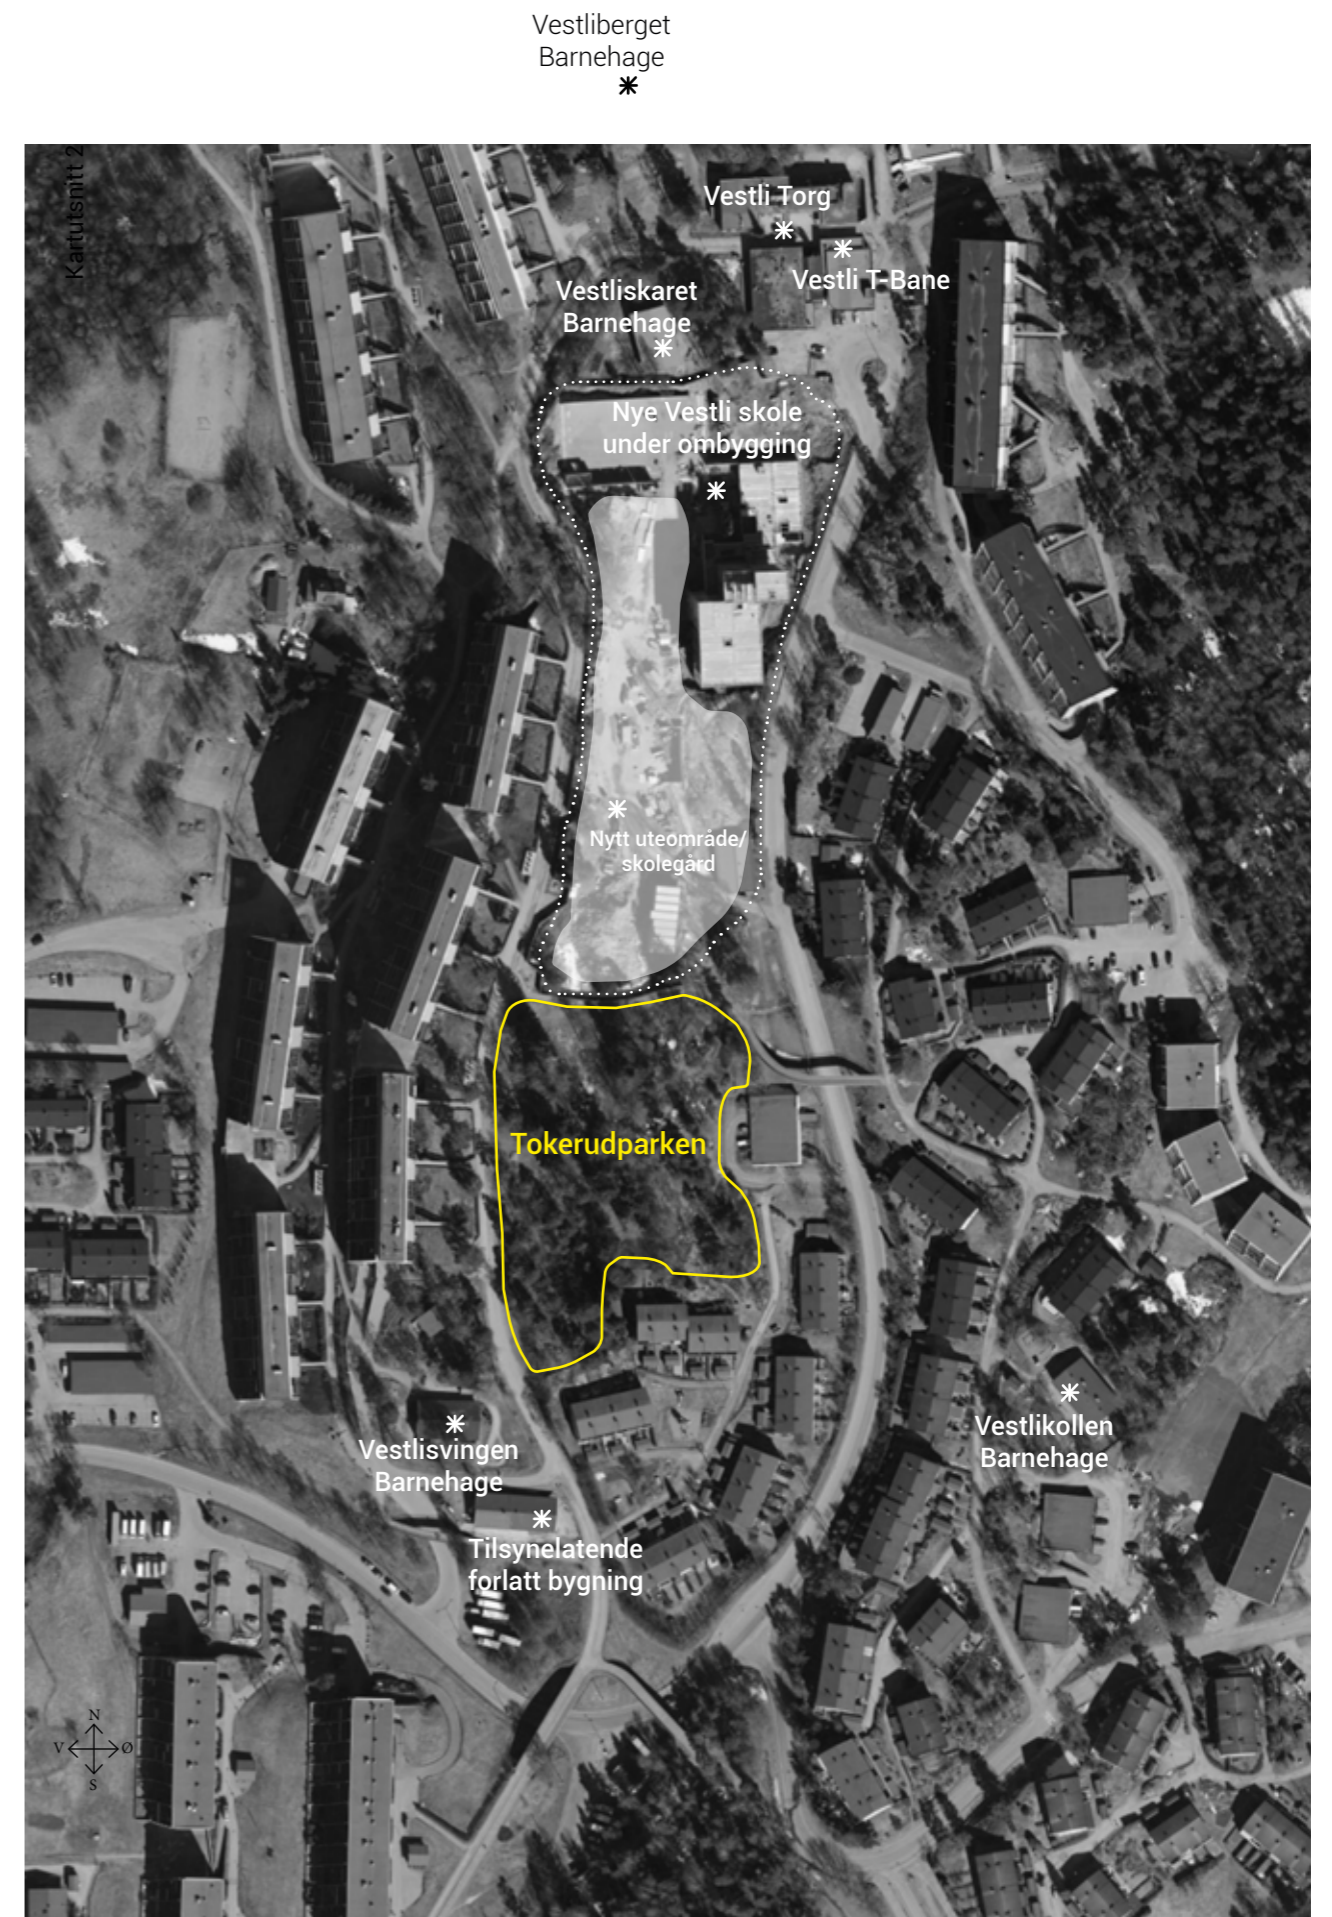 Vestliberget
Barnehage
Kartutsnitt 2
Vestli Torg
Vestli T-Bane
Vestliskaret
Barnehage
Nye Vestli skole
under ombygging
Nytt uteområde/
skolegård
Tokerudparken
Vestlisvingen
Barnehage
Vestlikollen
Barnehage
Tilsynelatende
forlatt bygning
N
V Ø
S